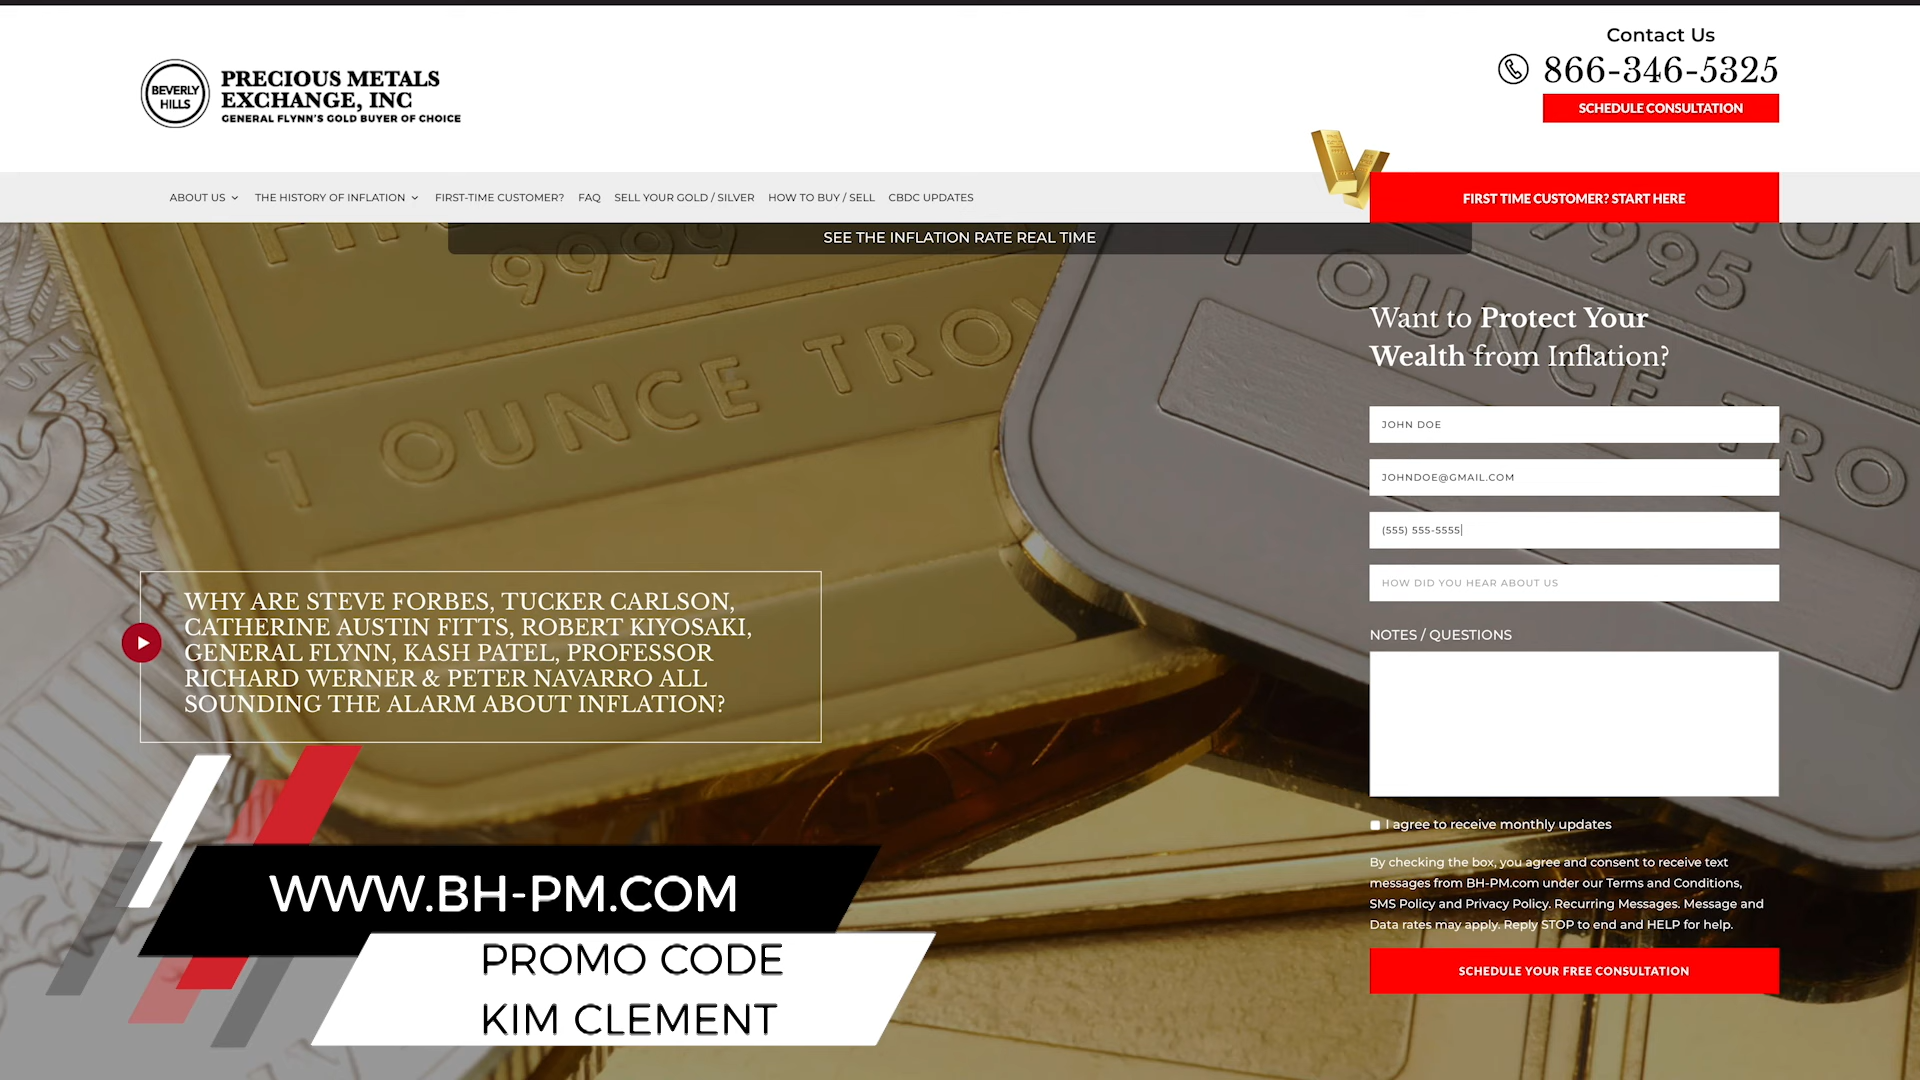 BEVERLY
HILLS
PRECIOUS METALS
EXCHANGE, INC
GENERAL FLYNN'S GOLD BUYER OF CHOICE
Contact Us
866-346-5325
SCHEDULE CONSULTATION
ABOUT US
THE HISTORY OF INFLATION
FIRST-TIME CUSTOMER?
FAQ
SELL YOUR GOLD / SILVER
HOW TO BUY / SELL
CBDC UPDATES
FIRST TIME CUSTOMER? START HERE
SEE THE INFLATION RATE REAL TIME
9999
1 OUNCE TROY
9995
1 OUNCE TRO
Want to Protect Your
Wealth from Inflation?
JOHN DOE
JOHNDOE@GMAIL.COM
(555) 555-5555
HOW DID YOU HEAR ABOUT US
NOTES / QUESTIONS
I agree to receive monthly updates
By checking the box, you agree and consent to receive text
messages from BH-PM.com under our Terms and Conditions,
SMS Policy and Privacy Policy. Recurring Messages. Message and
Data rates may apply. Reply STOP to end and HELP for help.
SCHEDULE YOUR FREE CONSULTATION
WHY ARE STEVE FORBES, TUCKER CARLSON,
CATHERINE AUSTIN FITTS, ROBERT KIYOSAKI,
GENERAL FLYNN, KASH PATEL, PROFESSOR
RICHARD WERNER & PETER NAVARRO ALL
SOUNDING THE ALARM ABOUT INFLATION?
WWW.BH-PM.COM
PROMO CODE
KIM CLEMENT